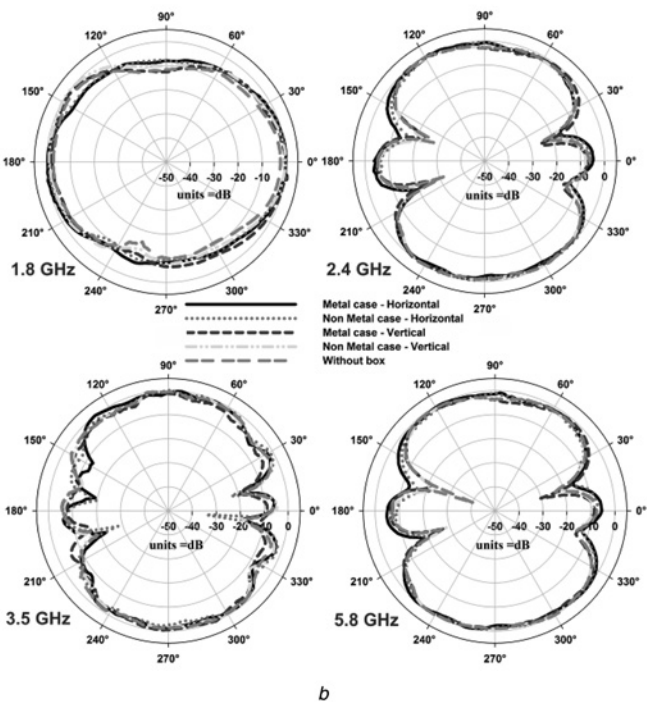 90°
120° 60°
150° 30°
180° -50 -40 -30 -20 -10 0°
units =dB
210° 330°
1.8 GHz
240° 300°
270°
90°
120° 60°
150° 30°
180° -50 -40 -30 -20 -10 0 0°
units =dB
210° 330°
2.4 GHz
240° 300°
270°
Metal case - Horizontal
Non Metal case - Horizontal
Metal case - Vertical
Non Metal case - Vertical
Without box
90°
120° 60°
150° 30°
180° -50 -40 -30 -20 -10 0 0°
units =dB
210° 330°
3.5 GHz
240° 300°
270°
90°
120° 60°
150° 30°
180° -50 -40 -30 -20 -10 0 0°
units =dB
210° 330°
5.8 GHz
240° 300°
270°
b